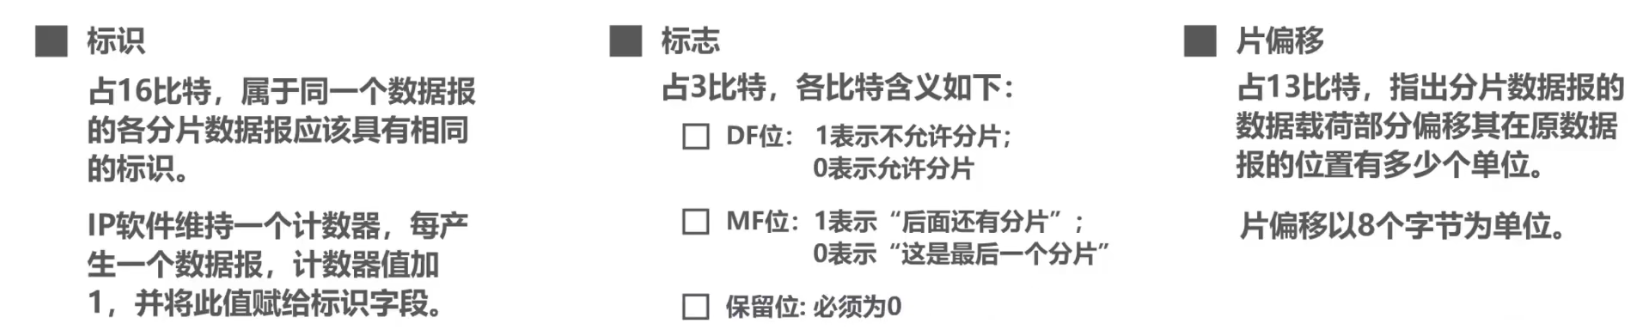 标识
占16比特，属于同一个数据报
的各分片数据报应该具有相同
的标识。
IP软件维持一个计数器，每产
生一个数据报，计数器值加
1，并将此值赋给标识字段。
标志
占3比特，各比特含义如下：
DF位： 1表示不允许分片；
0表示允许分片
MF位：1表示“后面还有分片”；
0表示“这是最后一个分片”
保留位: 必须为0
片偏移
占13比特，指出分片数据报的
数据载荷部分偏移其在原数据
报的位置有多少个单位。
片偏移以8个字节为单位。